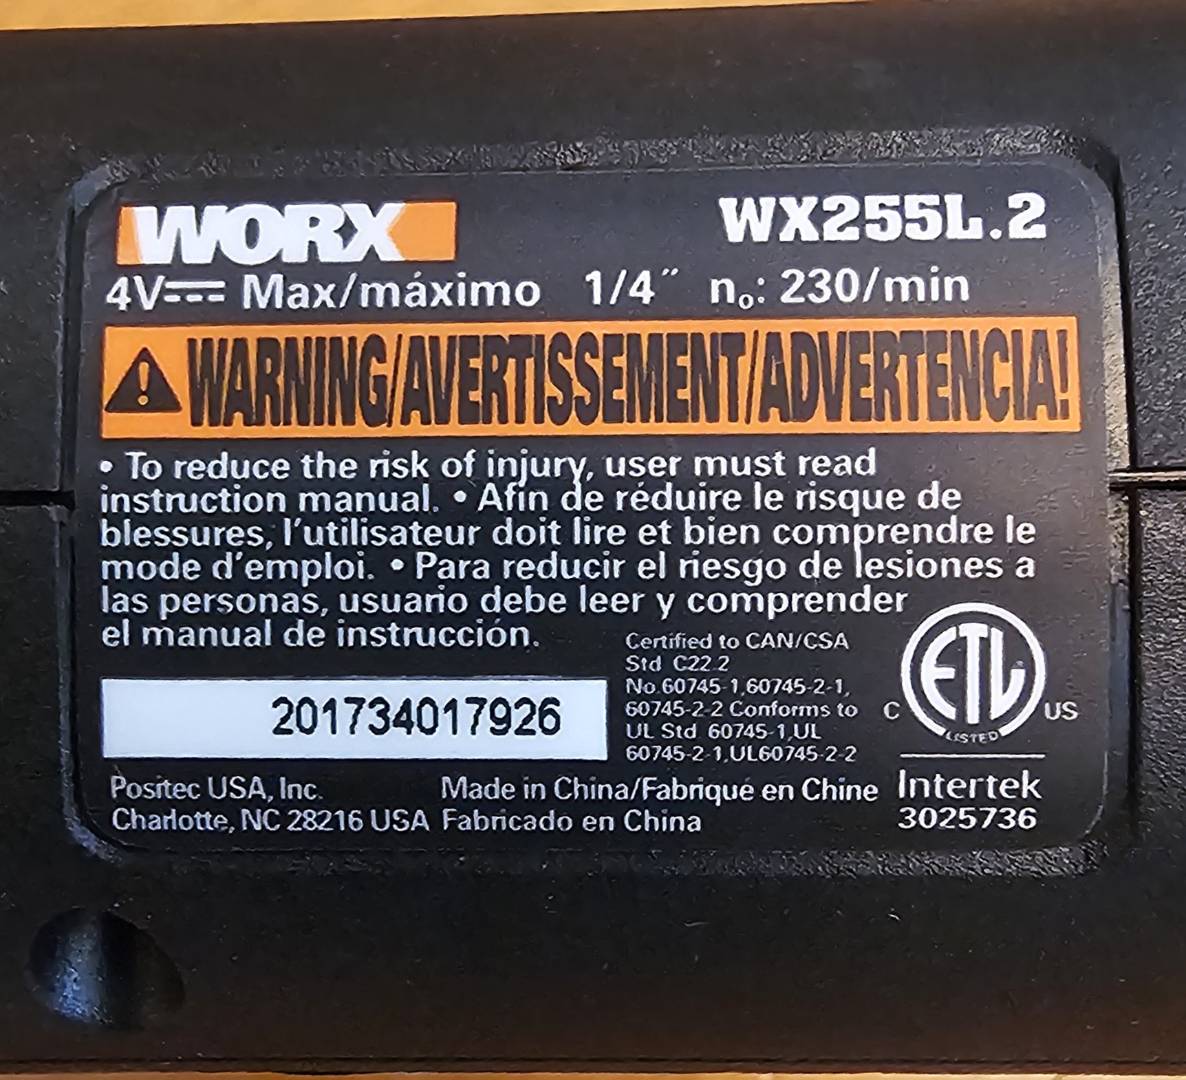 WORX WX255L.2
4V⎓ Max/máximo 1/4˝ nₒ: 230/min
WARNING/AVERTISSEMENT/ADVERTENCIA!
• To reduce the risk of injury, user must read
instruction manual. • Afin de réduire le risque de
blessures, l'utilisateur doit lire et bien comprendre le
mode d'emploi. • Para reducir el riesgo de lesiones a
las personas, usuario debe leer y comprender
el manual de instrucción.
201734017926
Certified to CAN/CSA
Std C22.2
No.60745-1,60745-2-1,
60745-2-2 Conforms to
UL Std 60745-1,UL
60745-2-1,UL60745-2-2
C ETL US
LISTED
Intertek
3025736
Positec USA, Inc.
Charlotte, NC 28216 USA
Made in China/Fabriqué en Chine
Fabricado en China